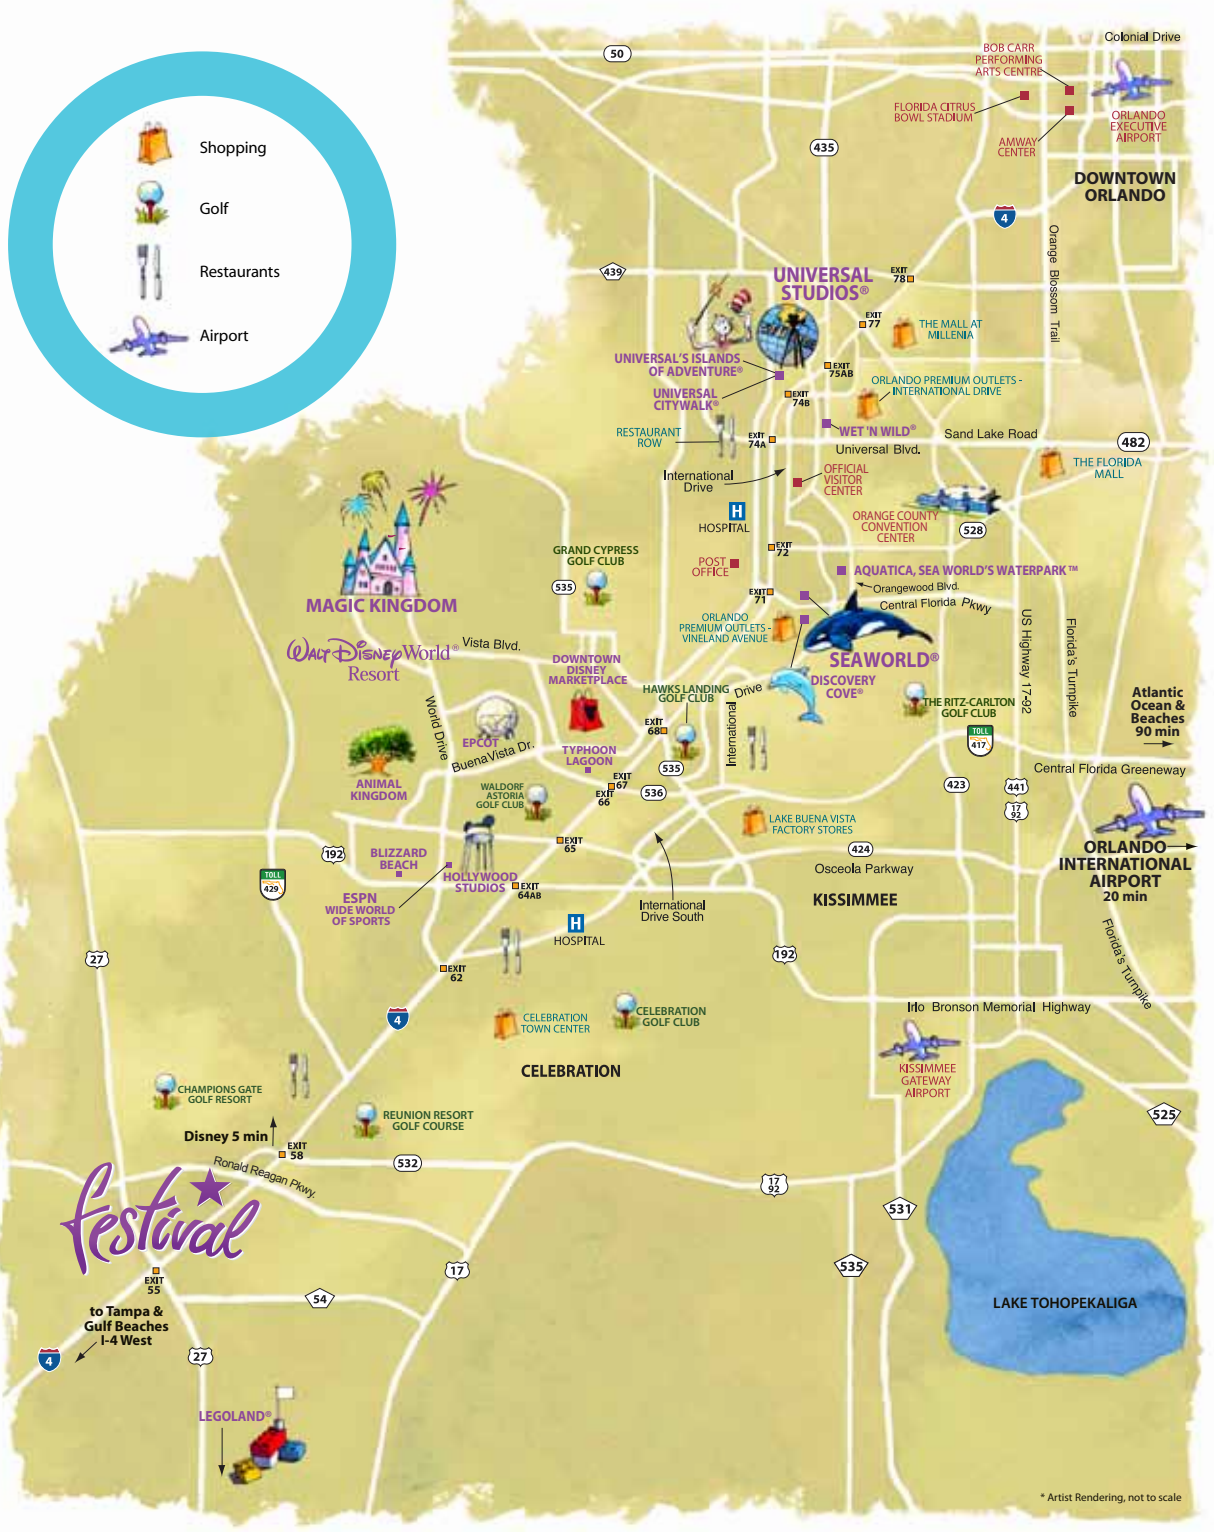 Shopping
Golf
Restaurants
Airport
50
Colonial Drive
BOB CARR
PERFORMING
ARTS CENTRE
FLORIDA CITRUS
BOWL STADIUM
AMWAY
CENTER
ORLANDO
EXECUTIVE
AIRPORT
435
DOWNTOWN
ORLANDO
4
Orange Blossom Trail
439
UNIVERSAL
STUDIOS®
EXIT
78
EXIT
77
THE MALL AT
MILLENIA
UNIVERSAL'S ISLANDS
OF ADVENTURE®
EXIT
75AB
UNIVERSAL
CITYWALK®
EXIT
74B
ORLANDO PREMIUM OUTLETS -
INTERNATIONAL DRIVE
RESTAURANT
ROW
EXIT
74A
WET 'N WILD®
Sand Lake Road
482
Universal Blvd.
International
Drive
OFFICIAL
VISITOR
CENTER
THE FLORIDA
MALL
HOSPITAL
H
ORANGE COUNTY
CONVENTION
CENTER
528
EXIT
72
GRAND CYPRESS
GOLF CLUB
535
POST
OFFICE
AQUATICA, SEA WORLD'S WATERPARK™
Orangewood Blvd.
EXIT
71
Central Florida Pkwy
MAGIC KINGDOM
ORLANDO
PREMIUM OUTLETS -
VINELAND AVENUE
US Highway 17-92
Florida's Turnpike
WALT DISNEY World®
Resort
Vista Blvd.
DOWNTOWN
DISNEY
MARKETPLACE
SEAWORLD®
DISCOVERY
COVE®
HAWKS LANDING
GOLF CLUB
International Drive
THE RITZ-CARLTON
GOLF CLUB
Atlantic
Ocean &
Beaches
90 min
World Drive
EPCOT
Buena Vista Dr.
EXIT
68
TOLL
417
TYPHOON
LAGOON
535
Central Florida Greeneway
ANIMAL
KINGDOM
WALDORF
ASTORIA
GOLF CLUB
EXIT
67
EXIT
66
536
423
441
17
92
LAKE BUENA VISTA
FACTORY STORES
EXIT
65
192
BLIZZARD
BEACH
HOLLYWOOD
STUDIOS
424
Osceola Parkway
ORLANDO
INTERNATIONAL
AIRPORT
20 min
TOLL
429
ESPN
WIDE WORLD
OF SPORTS
EXIT
64AB
International
Drive South
KISSIMMEE
H
HOSPITAL
27
192
Florida's Turnpike
EXIT
62
4
CELEBRATION
TOWN CENTER
CELEBRATION
GOLF CLUB
Irlo Bronson Memorial Highway
CELEBRATION
KISSIMMEE
GATEWAY
AIRPORT
CHAMPIONS GATE
GOLF RESORT
REUNION RESORT
GOLF COURSE
525
Disney 5 min
EXIT
58
Ronald Reagan Pkwy.
532
17
92
festival
531
EXIT
55
17
535
54
LAKE TOHOPEKALIGA
to Tampa &
Gulf Beaches
I-4 West
4
27
LEGOLAND®
* Artist Rendering, not to scale